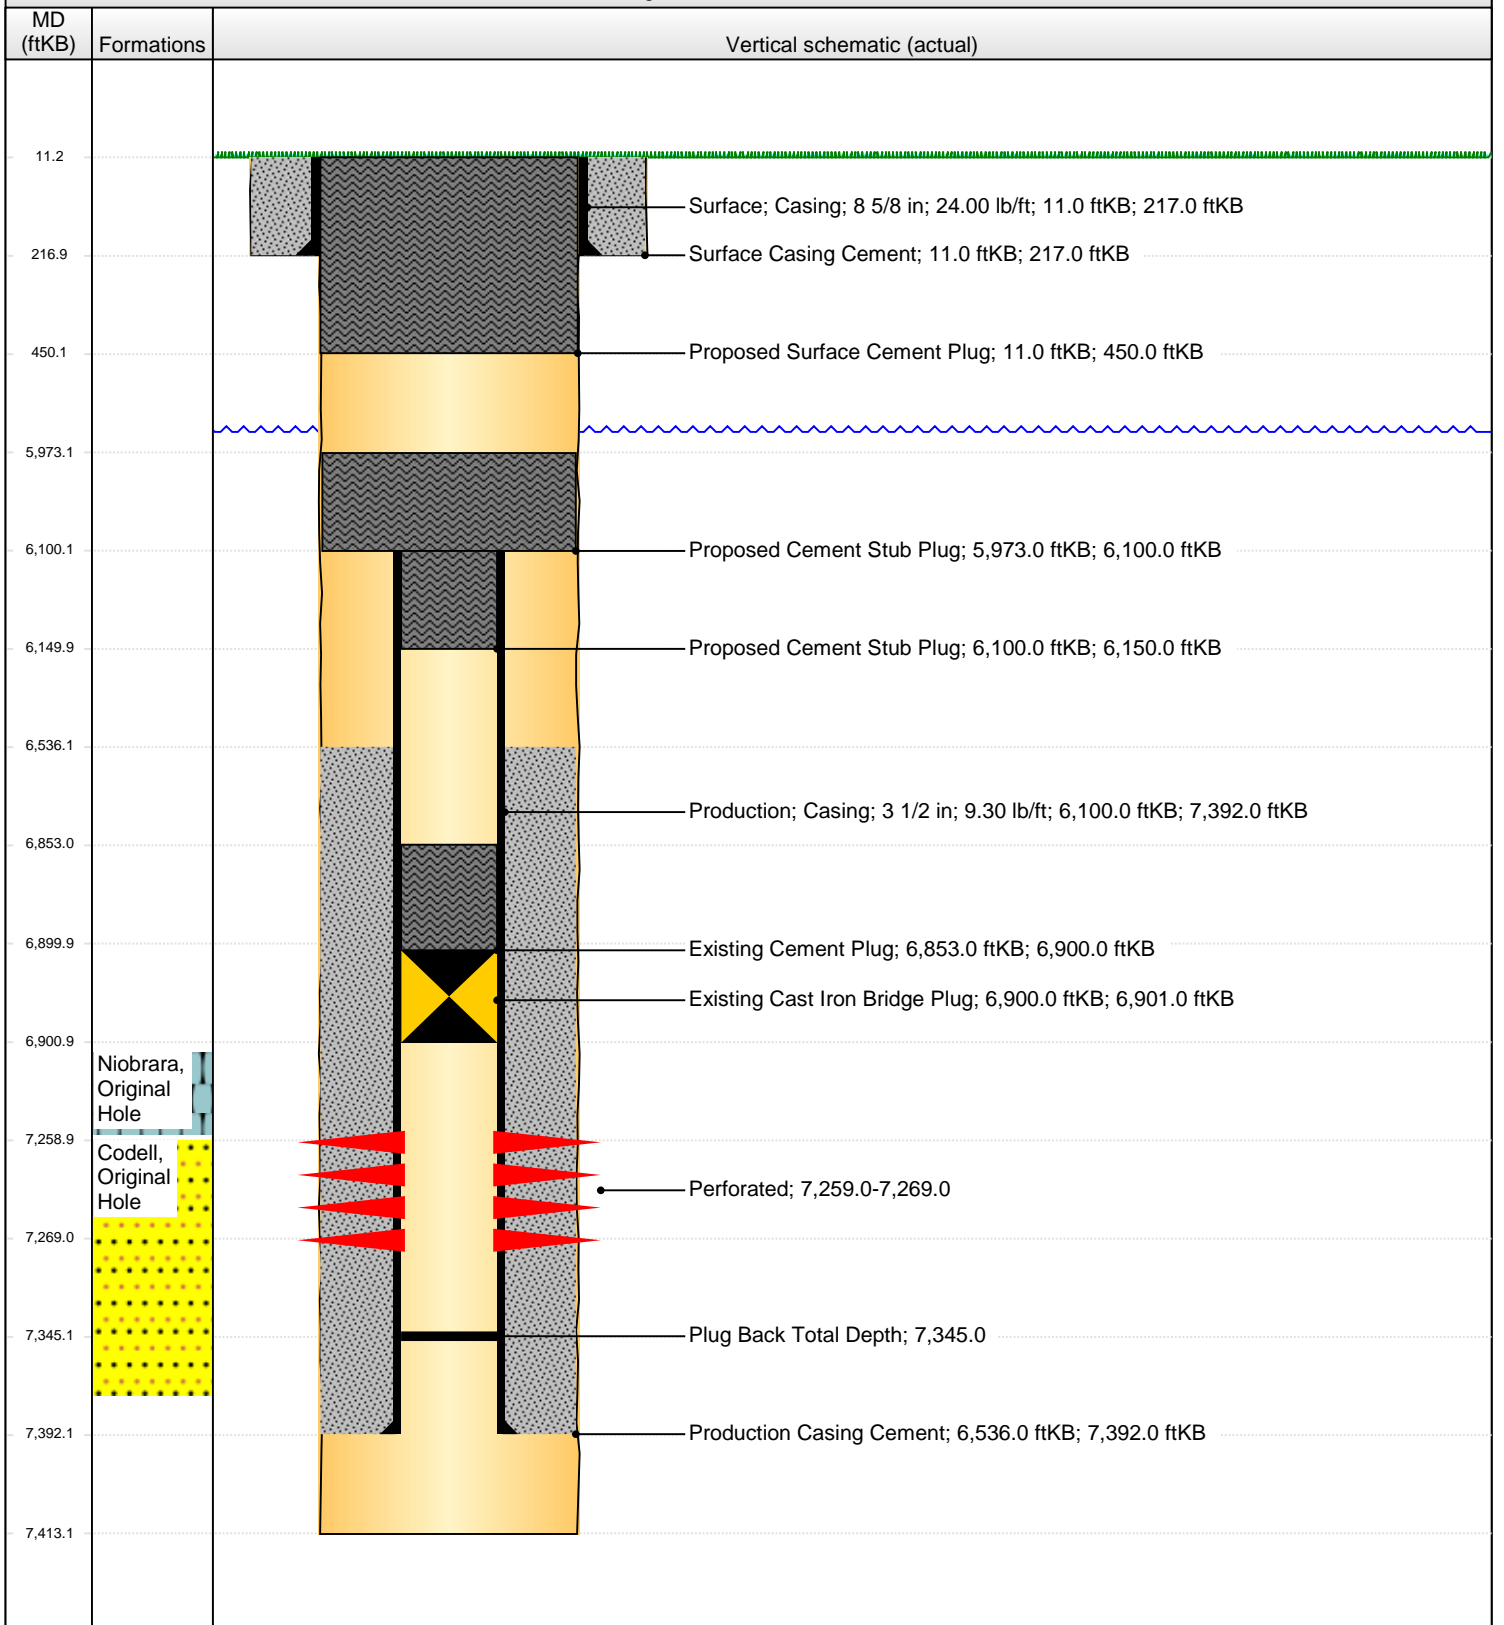 MD
(ftKB)
Formations
Vertical schematic (actual)
11.2
Surface; Casing; 8 5/8 in; 24.00 lb/ft; 11.0 ftKB; 217.0 ftKB
216.9
Surface Casing Cement; 11.0 ftKB; 217.0 ftKB
450.1
Proposed Surface Cement Plug; 11.0 ftKB; 450.0 ftKB
5,973.1
6,100.1
Proposed Cement Stub Plug; 5,973.0 ftKB; 6,100.0 ftKB
6,149.9
Proposed Cement Stub Plug; 6,100.0 ftKB; 6,150.0 ftKB
6,536.1
Production; Casing; 3 1/2 in; 9.30 lb/ft; 6,100.0 ftKB; 7,392.0 ftKB
6,853.0
6,899.9
Existing Cement Plug; 6,853.0 ftKB; 6,900.0 ftKB
Existing Cast Iron Bridge Plug; 6,900.0 ftKB; 6,901.0 ftKB
6,900.9
Niobrara,
Original
Hole
7,258.9
Codell,
Original
Hole
Perforated; 7,259.0-7,269.0
7,269.0
7,345.1
Plug Back Total Depth; 7,345.0
7,392.1
Production Casing Cement; 6,536.0 ftKB; 7,392.0 ftKB
7,413.1